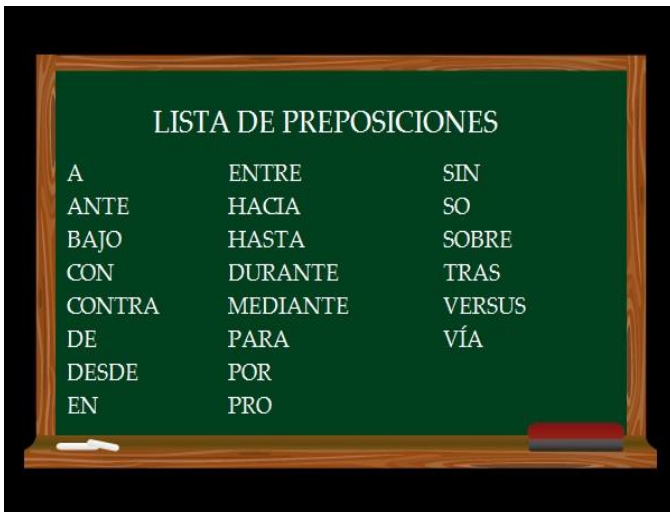 LISTA DE PREPOSICIONES
A
ANTE
BAJO
CON
CONTRA
DE
DESDE
EN
ENTRE
HACIA
HASTA
DURANTE
MEDIANTE
PARA
POR
PRO
SIN
SO
SOBRE
TRAS
VERSUS
VÍA